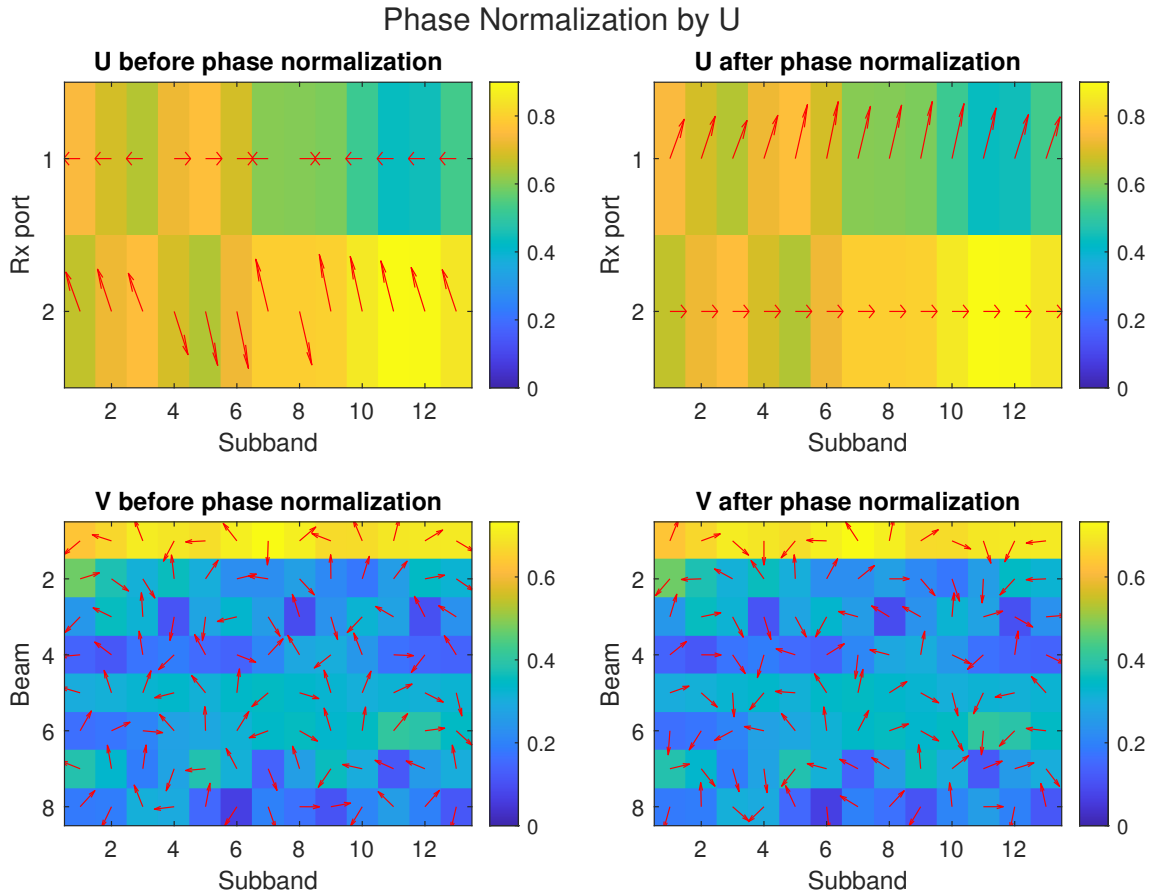 Phase Normalization by U
U before phase normalization
Rx port
1
2
2 4 6 8 10 12
Subband
0.8
0.6
0.4
0.2
0
U after phase normalization
Rx port
1
2
2 4 6 8 10 12
Subband
0.8
0.6
0.4
0.2
0
V before phase normalization
Beam
2
4
6
8
2 4 6 8 10 12
Subband
0.6
0.4
0.2
0
V after phase normalization
Beam
2
4
6
8
2 4 6 8 10 12
Subband
0.6
0.4
0.2
0